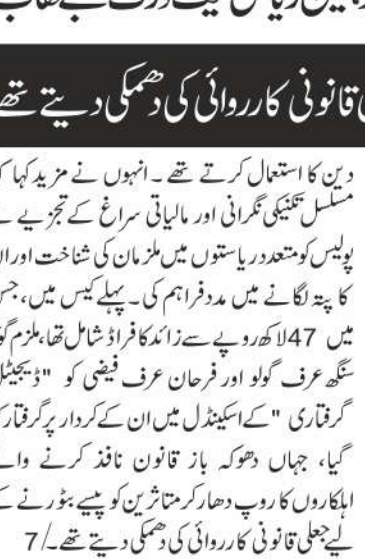 قانونی کارروائی کی دھمکی دیتے تھے
دین کا استعمال کرتے تھے ۔ انہوں نے مزید کہا
مسلسل تکنیکی نگرانی اور مالیاتی سراغ کے تجزیے
پولیس کو متعدد ریاستوں میں ملزمان کی شناخت اور
کا پتہ لگانے میں مدد فراہم کی ۔ پہلے کیس میں، جس
میں 47 لاکھ روپے سے زائد کا فراڈ شامل تھا، ملزم
سنگھ عرف گولو اور فرحان عرف فیضی کو "ڈیجیٹل
گرفتاری" کے اسکینڈل میں ان کے کردار پر گرفتار
گیا، جہاں دھوکہ باز قانون نافذ کرنے والے
اہلکاروں کا روپ دھار کر متاثرین کو پیسے بٹورنے
لیے جعلی قانونی کارروائی کی دھمکی دیتے تھے ۔/7